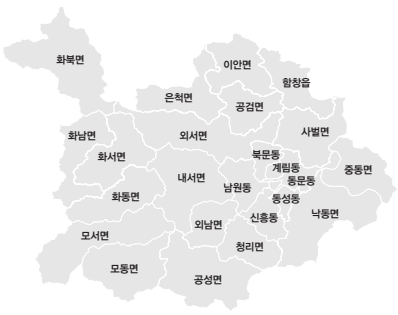 화북면
이안면
함창읍
은척면
공검면
화남면
외서면
사벌면
화서면
북문동
계림동
중동면
내서면
동문동
남원동
화동면
동성동
신흥동
낙동면
외남면
모서면
청리면
모동면
공성면